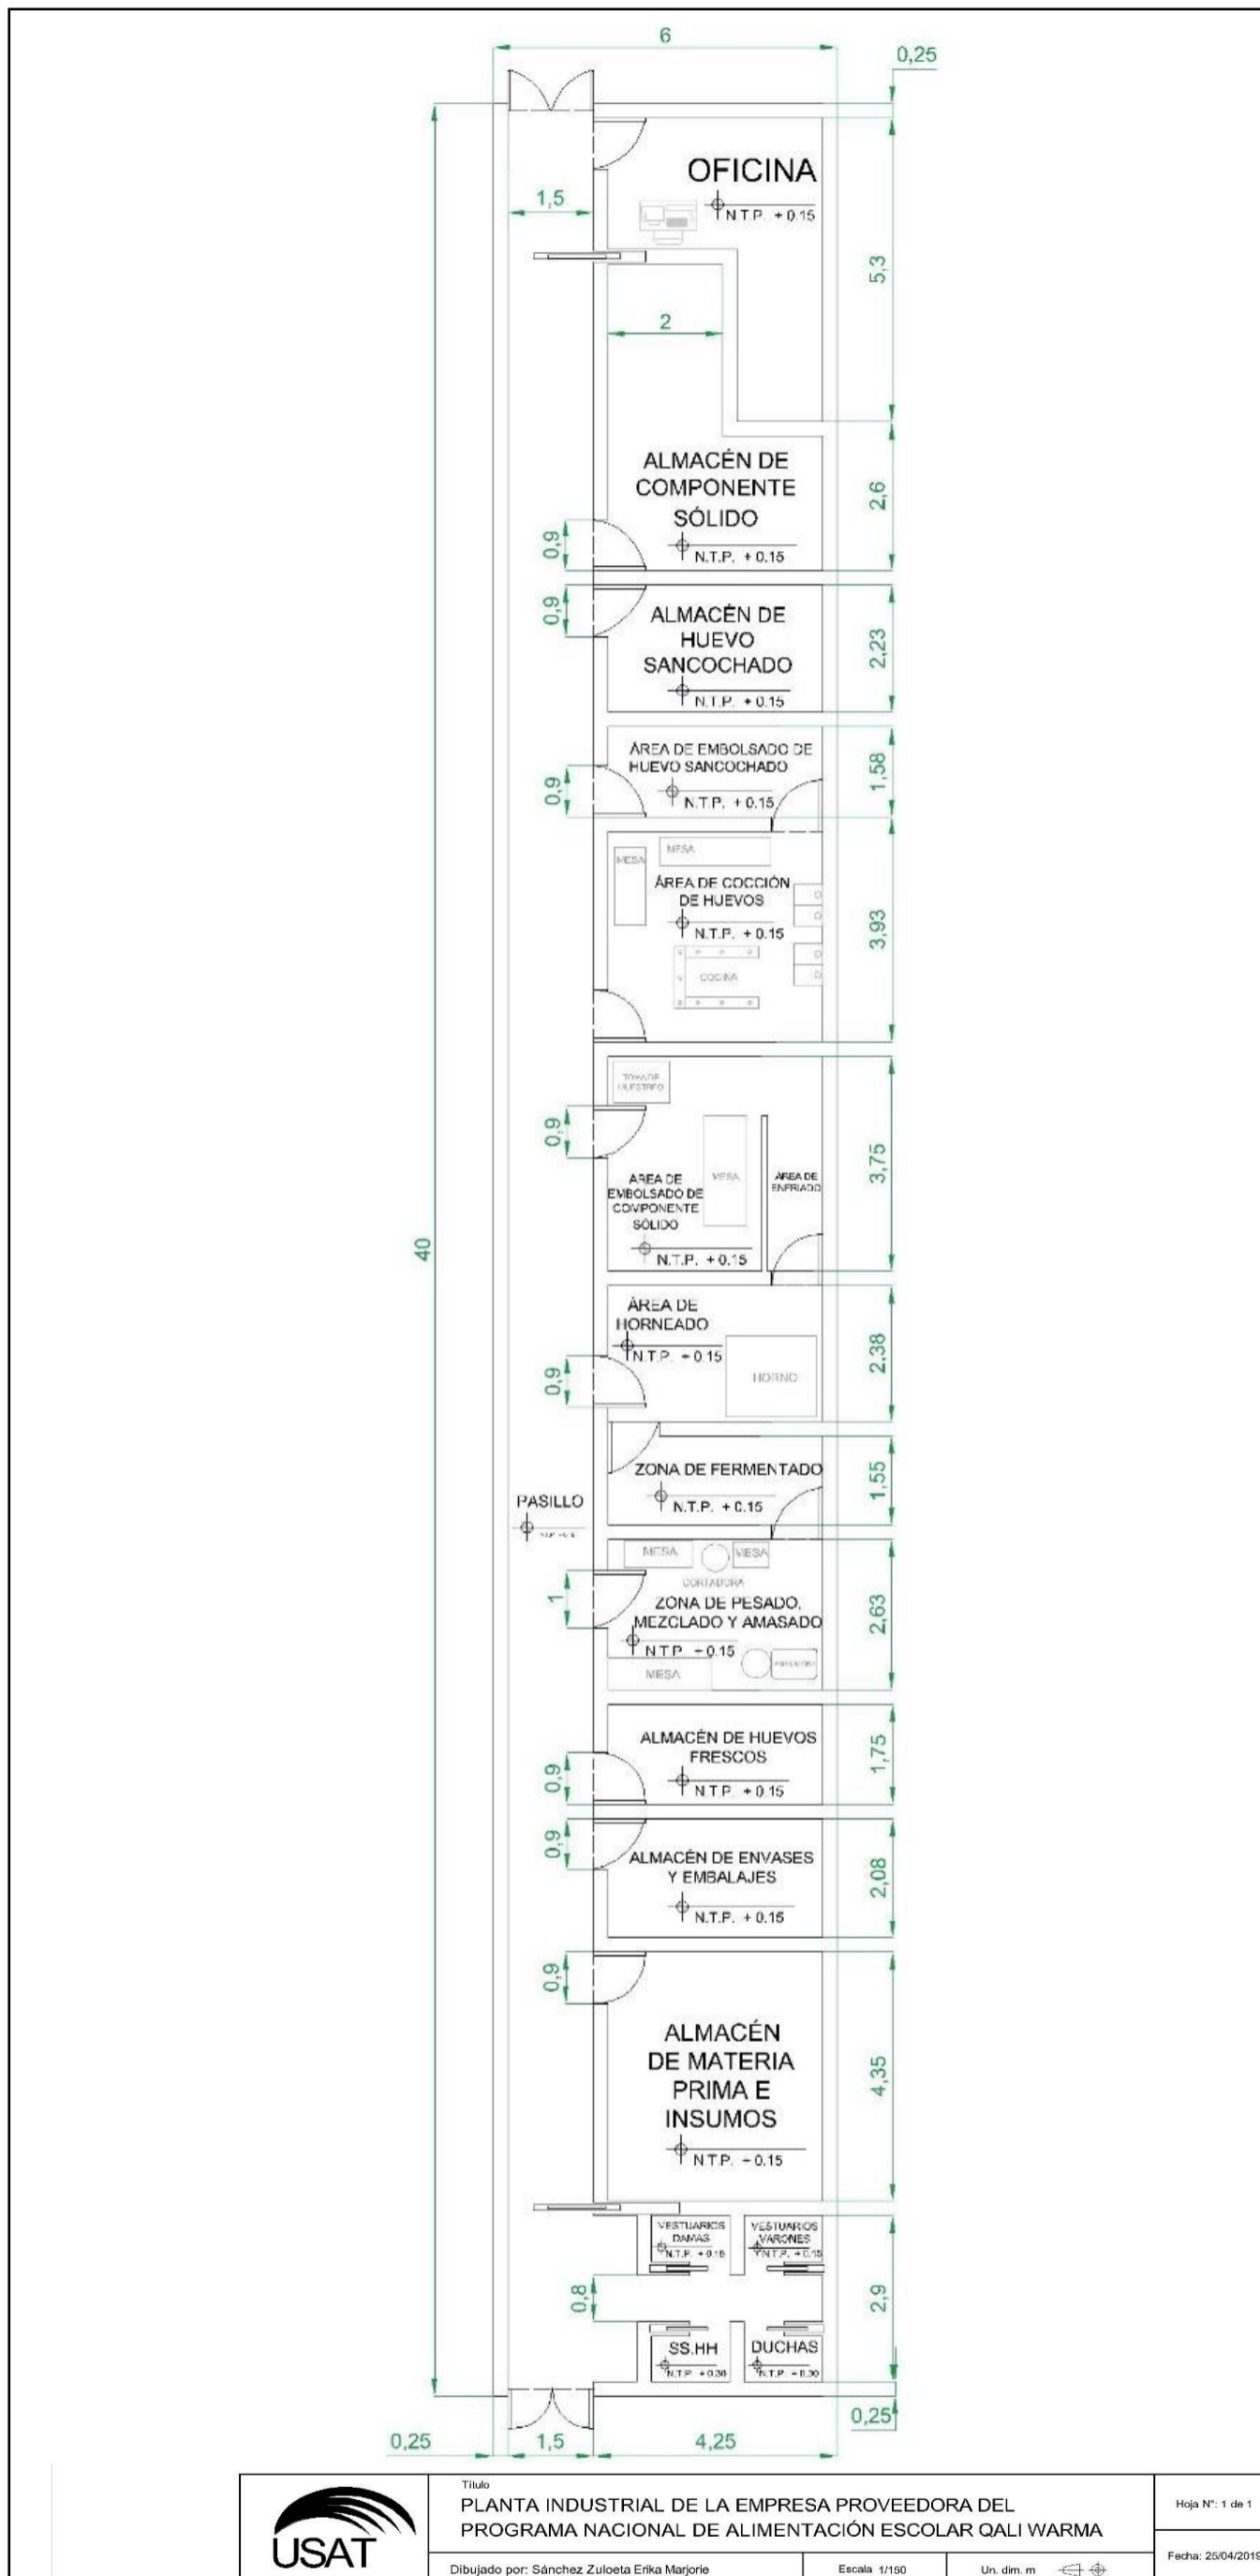 6
0,25
1,5
OFICINA
N.T.P. +0.15
5,3
2
ALMACÉN DE
COMPONENTE
SÓLIDO
N.T.P. +0.15
2,6
0,9
0,9
ALMACÉN DE
HUEVO
SANCOCHADO
N.T.P. +0.15
2,23
ÁREA DE EMBOLSADO DE
HUEVO SANCOCHADO
N.T.P. +0.15
1,58
0,9
MESA
MESA
ÁREA DE COCCIÓN
DE HUEVOS
N.T.P. +0.15
COCINA
3,93
TOMA DE
MUESTREO
0,9
MESA
ÁREA DE
ENFRIADO
AREA DE
EMBOLSADO DE
COMPONENTE
SÓLIDO
N.T.P. +0.15
3,75
40
ÁREA DE
HORNEADO
N.T.P. +0.15
HORNO
0,9
2,38
ZONA DE FERMENTADO
N.T.P. +0.15
1,55
PASILLO
MESA
MESA
CORTADORA
1
ZONA DE PESADO,
MEZCLADO Y AMASADO
N.T.P. +0.15
MESA
2,63
ALMACÉN DE HUEVOS
FRESCOS
N.T.P. +0.15
0,9
1,75
0,9
ALMACÉN DE ENVASES
Y EMBALAJES
N.T.P. +0.15
2,08
0,9
ALMACÉN
DE MATERIA
PRIMA E
INSUMOS
N.T.P. +0.15
4,35
VESTUARIOS
DAMAS
N.T.P. +0.15
VESTUARIOS
VARONES
N.T.P. +0.15
0,8
2,9
SS.HH
DUCHAS
0,25
0,25
1,5
4,25
USAT
Título
PLANTA INDUSTRIAL DE LA EMPRESA PROVEEDORA DEL
PROGRAMA NACIONAL DE ALIMENTACIÓN ESCOLAR QALI WARMA
Hoja N°: 1 de 1
Dibujado por: Sánchez Zuloeta Erika Marjorie
Escala 1/150
Un. dim. m
Fecha: 25/04/2019